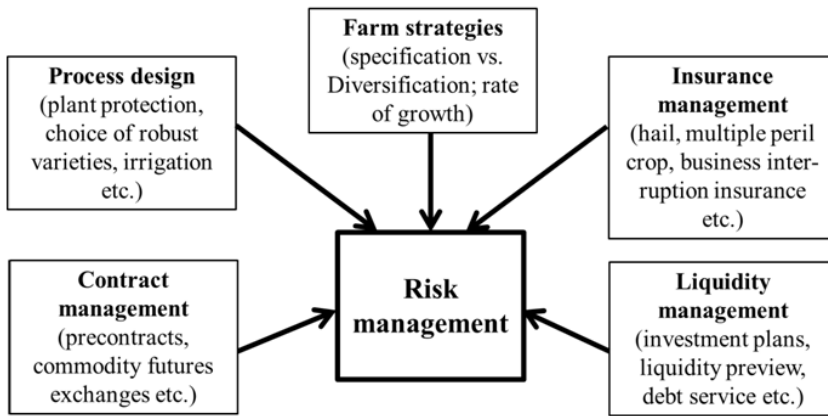 Farm strategies
(specification vs.
Diversification; rate
of growth)
Process design
(plant protection,
choice of robust
varieties, irrigation
etc.)
Insurance
management
(hail, multiple peril
crop, business inter-
ruption insurance
etc.)
Contract
management
(precontracts,
commodity futures
exchanges etc.)
Risk
management
Liquidity
management
(investment plans,
liquidity preview,
debt service etc.)